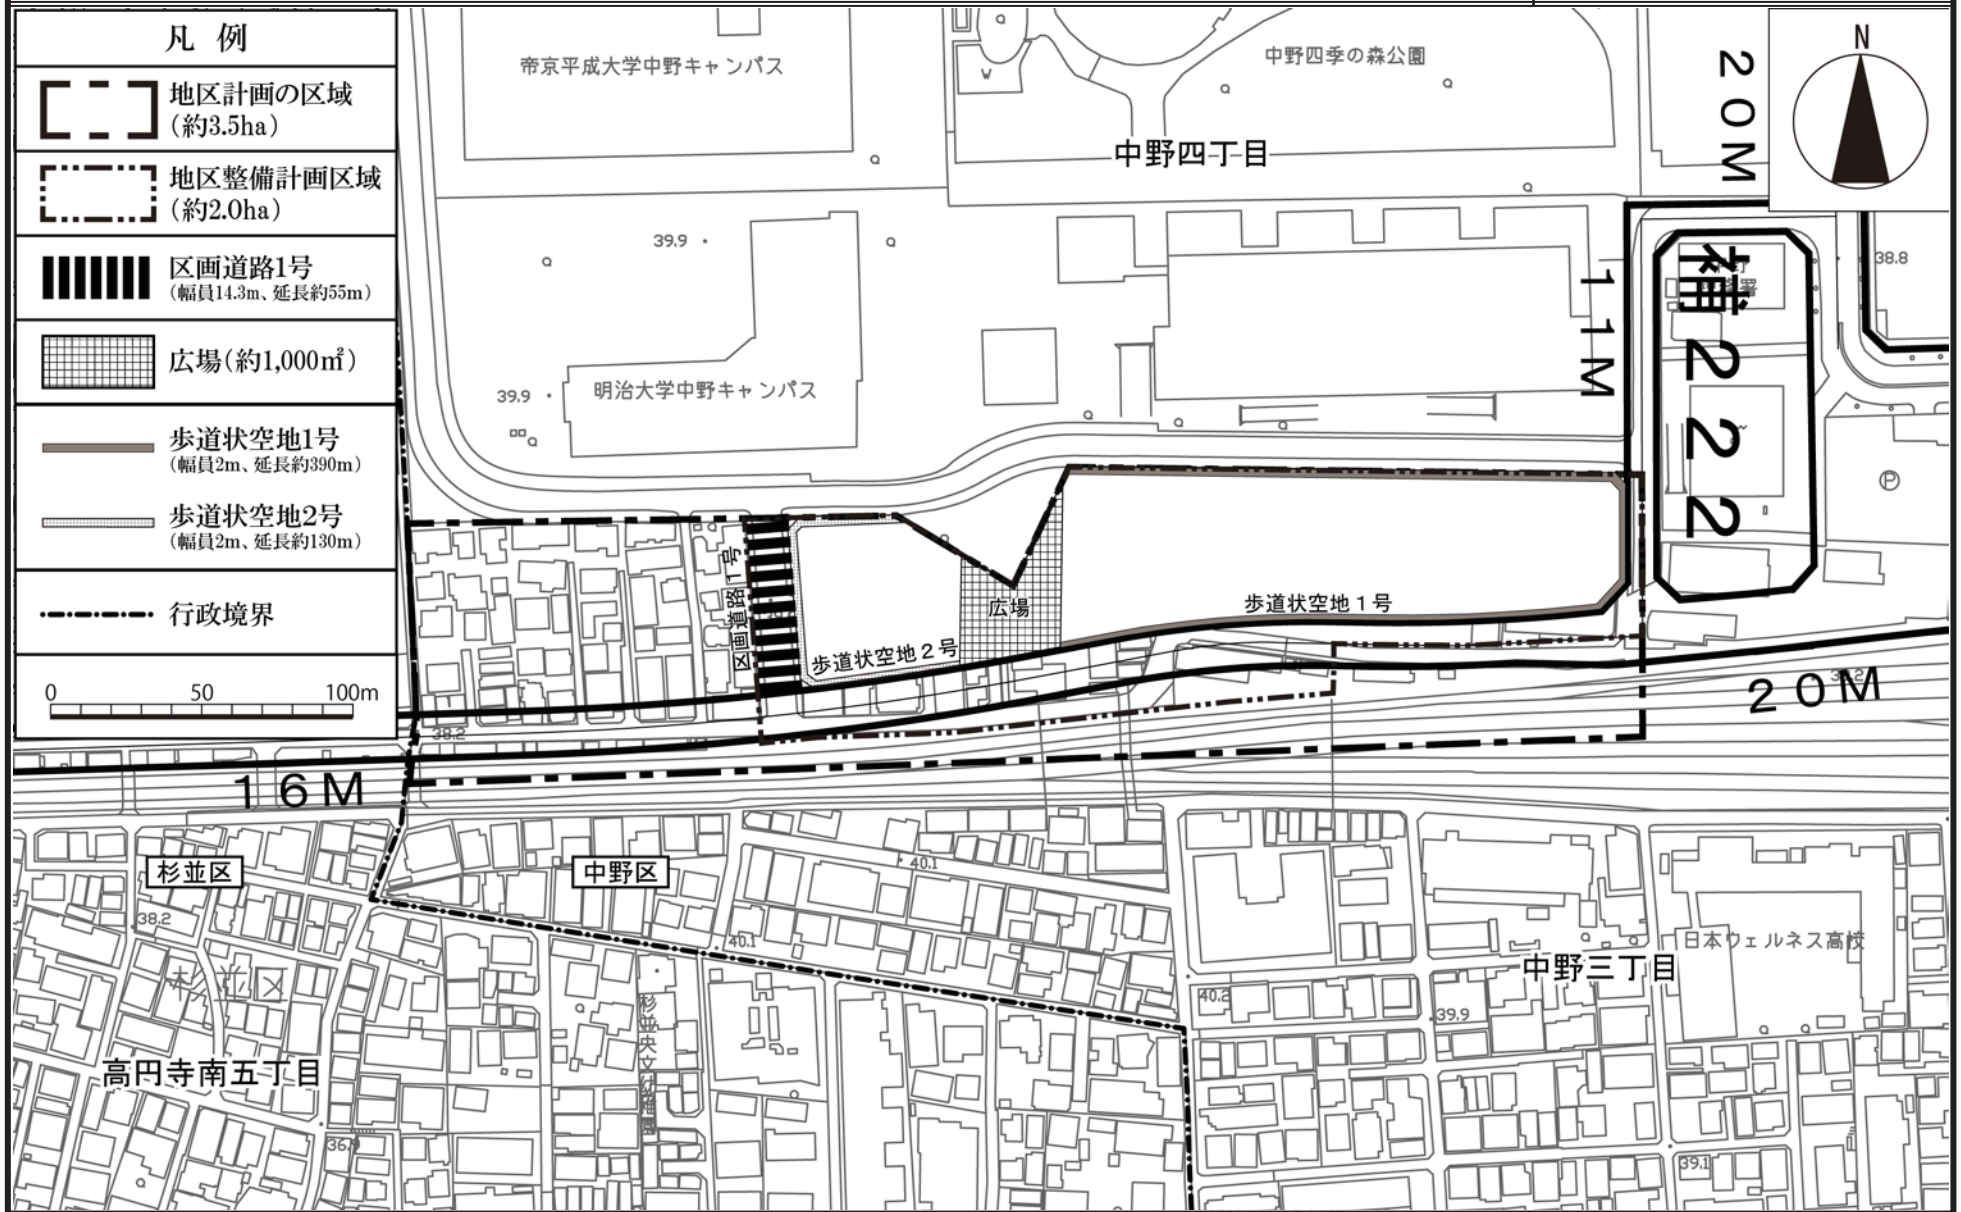 凡 例
地区計画の区域
（約3.5ha）
地区整備計画区域
（約2.0ha）
区画道路1号
（幅員14.3m、延長約55m）
広場（約1,000㎡）
歩道状空地1号
（幅員2m、延長約390m）
歩道状空地2号
（幅員2m、延長約130m）
行政境界
0 50 100m
N
帝京平成大学中野キャンパス
中野四季の森公園
W
中野四丁目
20M
39.9
38.8
補222
11M
39.9
明治大学中野キャンパス
P
区画道路1号
広場
歩道状空地1号
歩道状空地2号
20M
38.2
16M
杉並区
中野区
40.1
38.2
40.1
日本ウェルネス高校
中野三丁目
杉並区
40.2
39.9
高円寺南五丁目
36.9
39.1